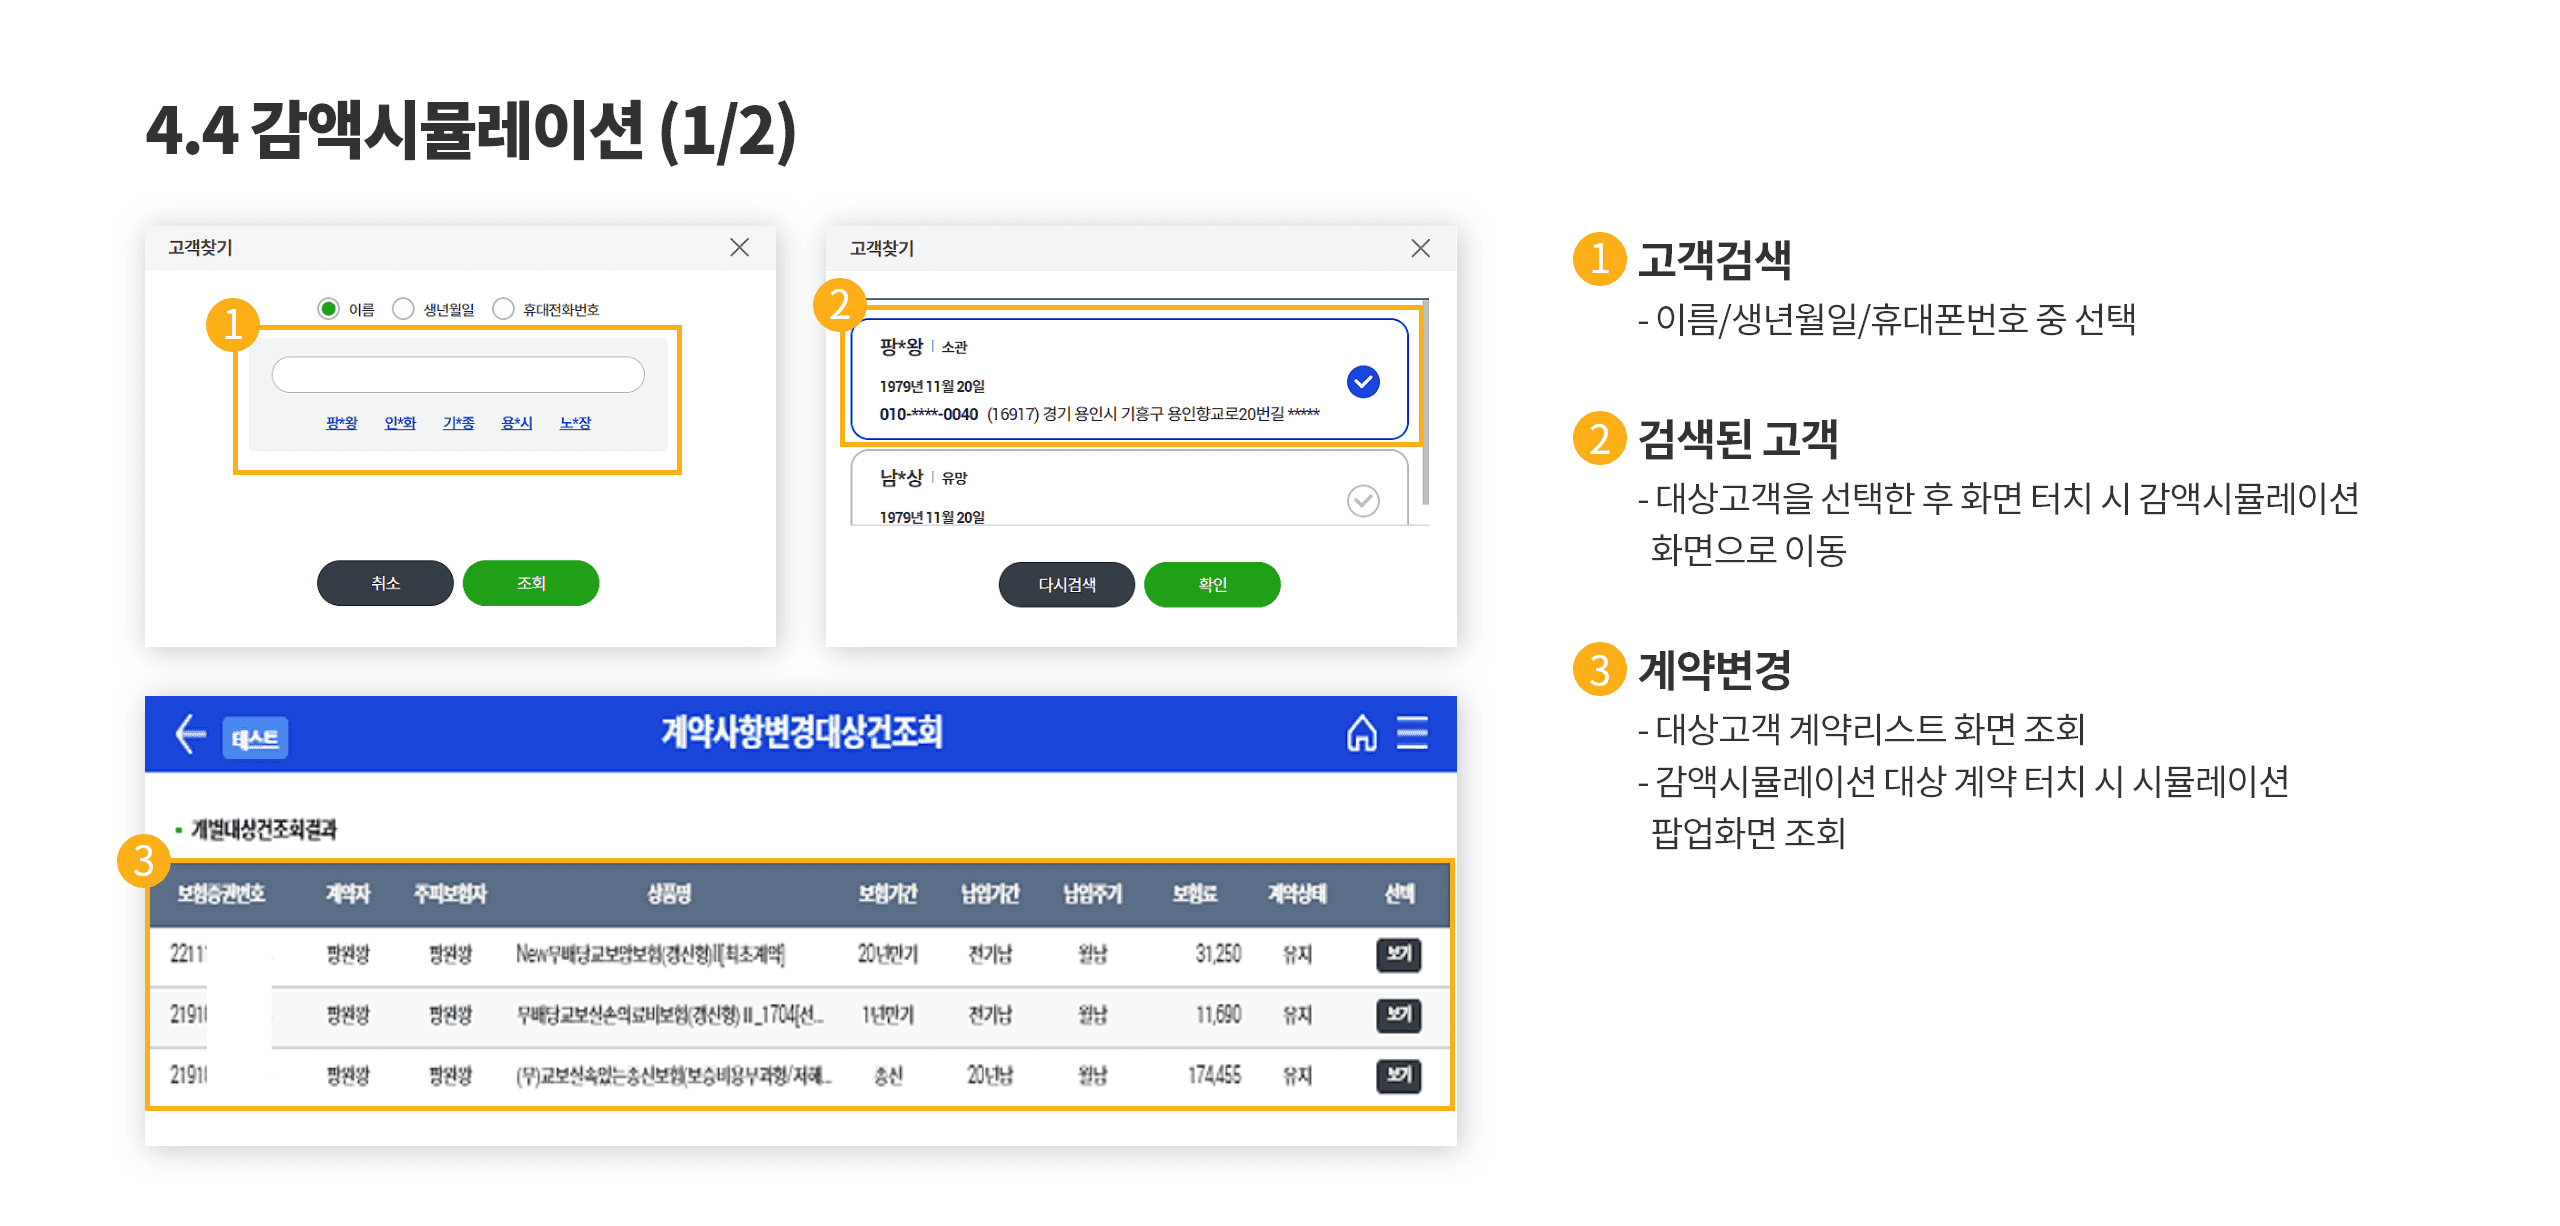 4.4 감액시뮬레이션 (1/2)
고객찾기
이름 생년월일 휴대전화번호
1
팡*왕 인*화 기*종 용*시 노*장
취소 조회
고객찾기
2
팡*왕 | 소관
1979년 11월 20일
010-****-0040 (16917) 경기 용인시 기흥구 용인향교로20번길 *****
남*상 | 유망
1979년 11월 20일
다시검색 확인
테스트 계약사항변경대상건조회
개별대상건조회결과
3
보험증권번호 계약자 주피보험자 상품명 보험기간 납입기간 납입주기 보험료 계약상태 선택
2211 팡원왕 팡원왕 New무배당교보암보험(갱신형)II[최초계약] 20년만기 전기납 월납 31,250 유지 보기
2191 팡원왕 팡원왕 무배당교보실손의료비보험(갱신형)Ⅱ_1704[선... 1년만기 전기납 월납 11,690 유지 보기
2191 팡원왕 팡원왕 (무)교보실속있는종신보험(보증비용부과형/저해... 종신 20년납 월납 174,455 유지 보기
1 고객검색
- 이름/생년월일/휴대폰번호 중 선택
2 검색된 고객
- 대상고객을 선택한 후 화면 터치 시 감액시뮬레이션
화면으로 이동
3 계약변경
- 대상고객 계약리스트 화면 조회
- 감액시뮬레이션 대상 계약 터치 시 시뮬레이션
팝업화면 조회